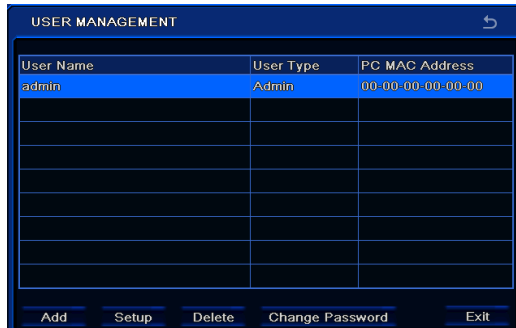 USER MANAGEMENT
User Name User Type PC MAC Address
admin Admin 00-00-00-00-00-00
Add Setup Delete Change Password Exit